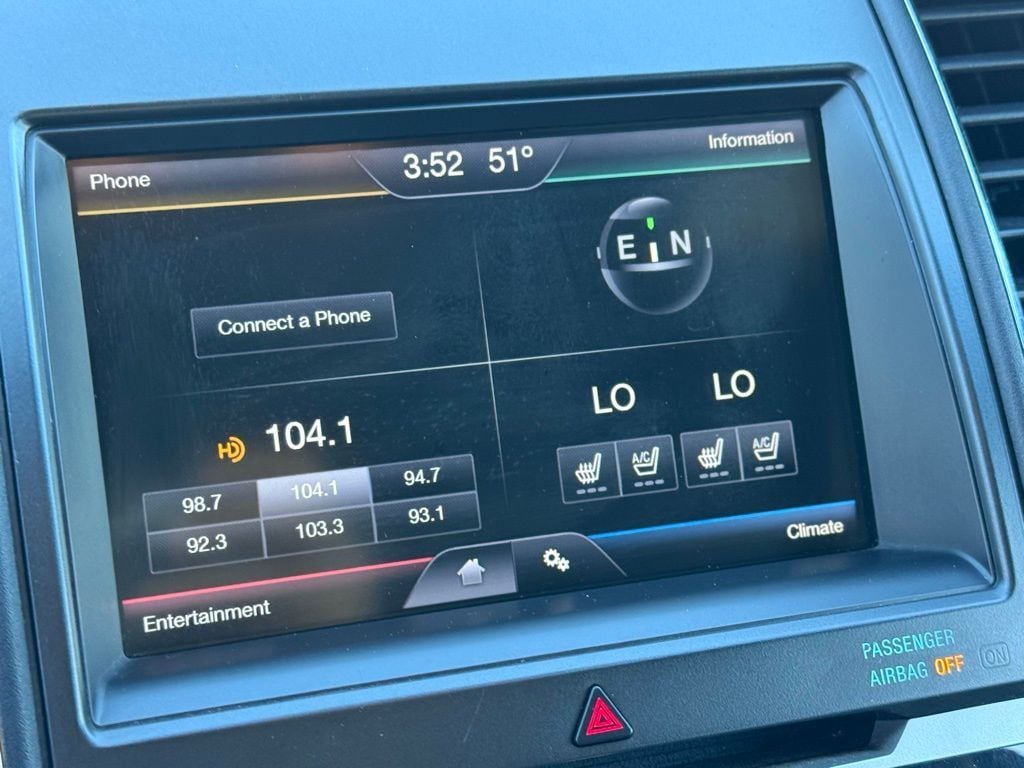 Phone
3:52 51°
Information
E N
Connect a Phone
LO LO
HD 104.1
A/C A/C
98.7 104.1 94.7
92.3 103.3 93.1
Climate
Entertainment
PASSENGER
AIRBAG OFF ON